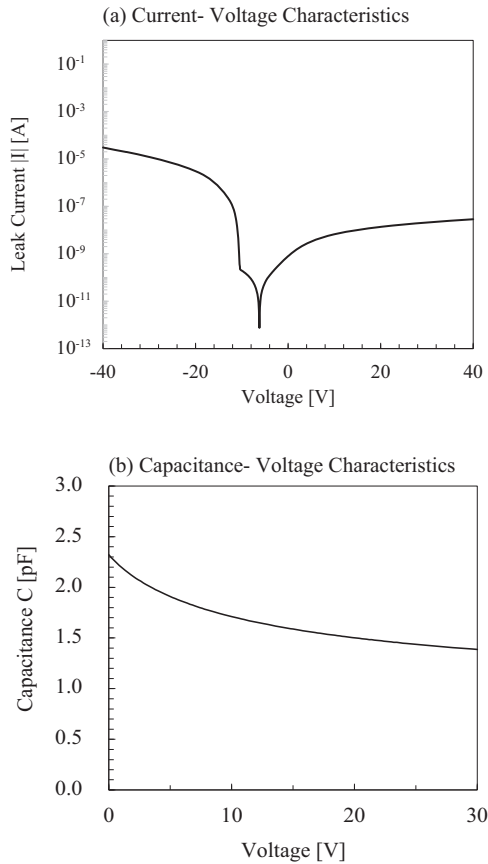 (a) Current- Voltage Characteristics
Leak Current |I| [A]
10-1
10-3
10-5
10-7
10-9
10-11
10-13
-40 -20 0 20 40
Voltage [V]
(b) Capacitance- Voltage Characteristics
Capacitance C [pF]
3.0
2.5
2.0
1.5
1.0
0.5
0.0
0 10 20 30
Voltage [V]